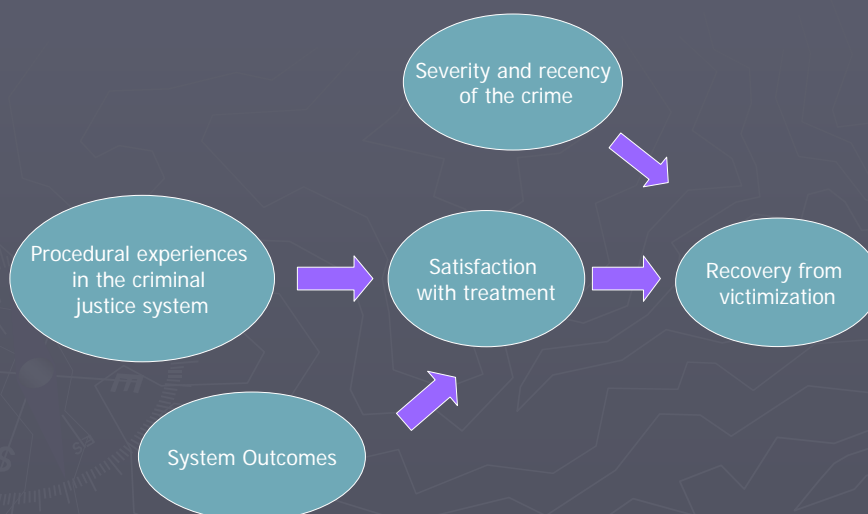 Severity and recency
of the crime
Procedural experiences
in the criminal
justice system
Satisfaction
with treatment
Recovery from
victimization
System Outcomes